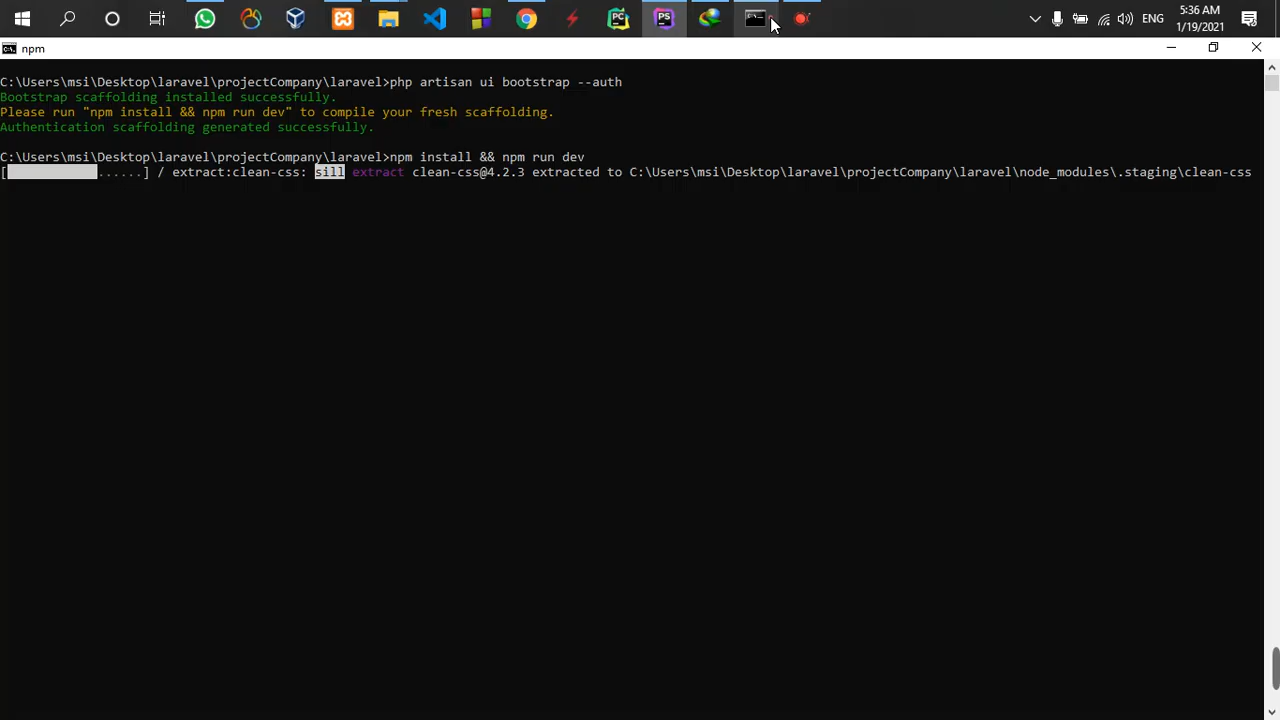 PC
PS
ENG
5:36 AM
1/19/2021
npm
C:\Users\msi\Desktop\laravel\projectCompany\laravel>php artisan ui bootstrap --auth
Bootstrap scaffolding installed successfully.
Please run "npm install && npm run dev" to compile your fresh scaffolding.
Authentication scaffolding generated successfully.
C:\Users\msi\Desktop\laravel\projectCompany\laravel>npm install && npm run dev
[ ......] / extract:clean-css: sill extract clean-css@4.2.3 extracted to C:\Users\msi\Desktop\laravel\projectCompany\laravel\node_modules\.staging\clean-css